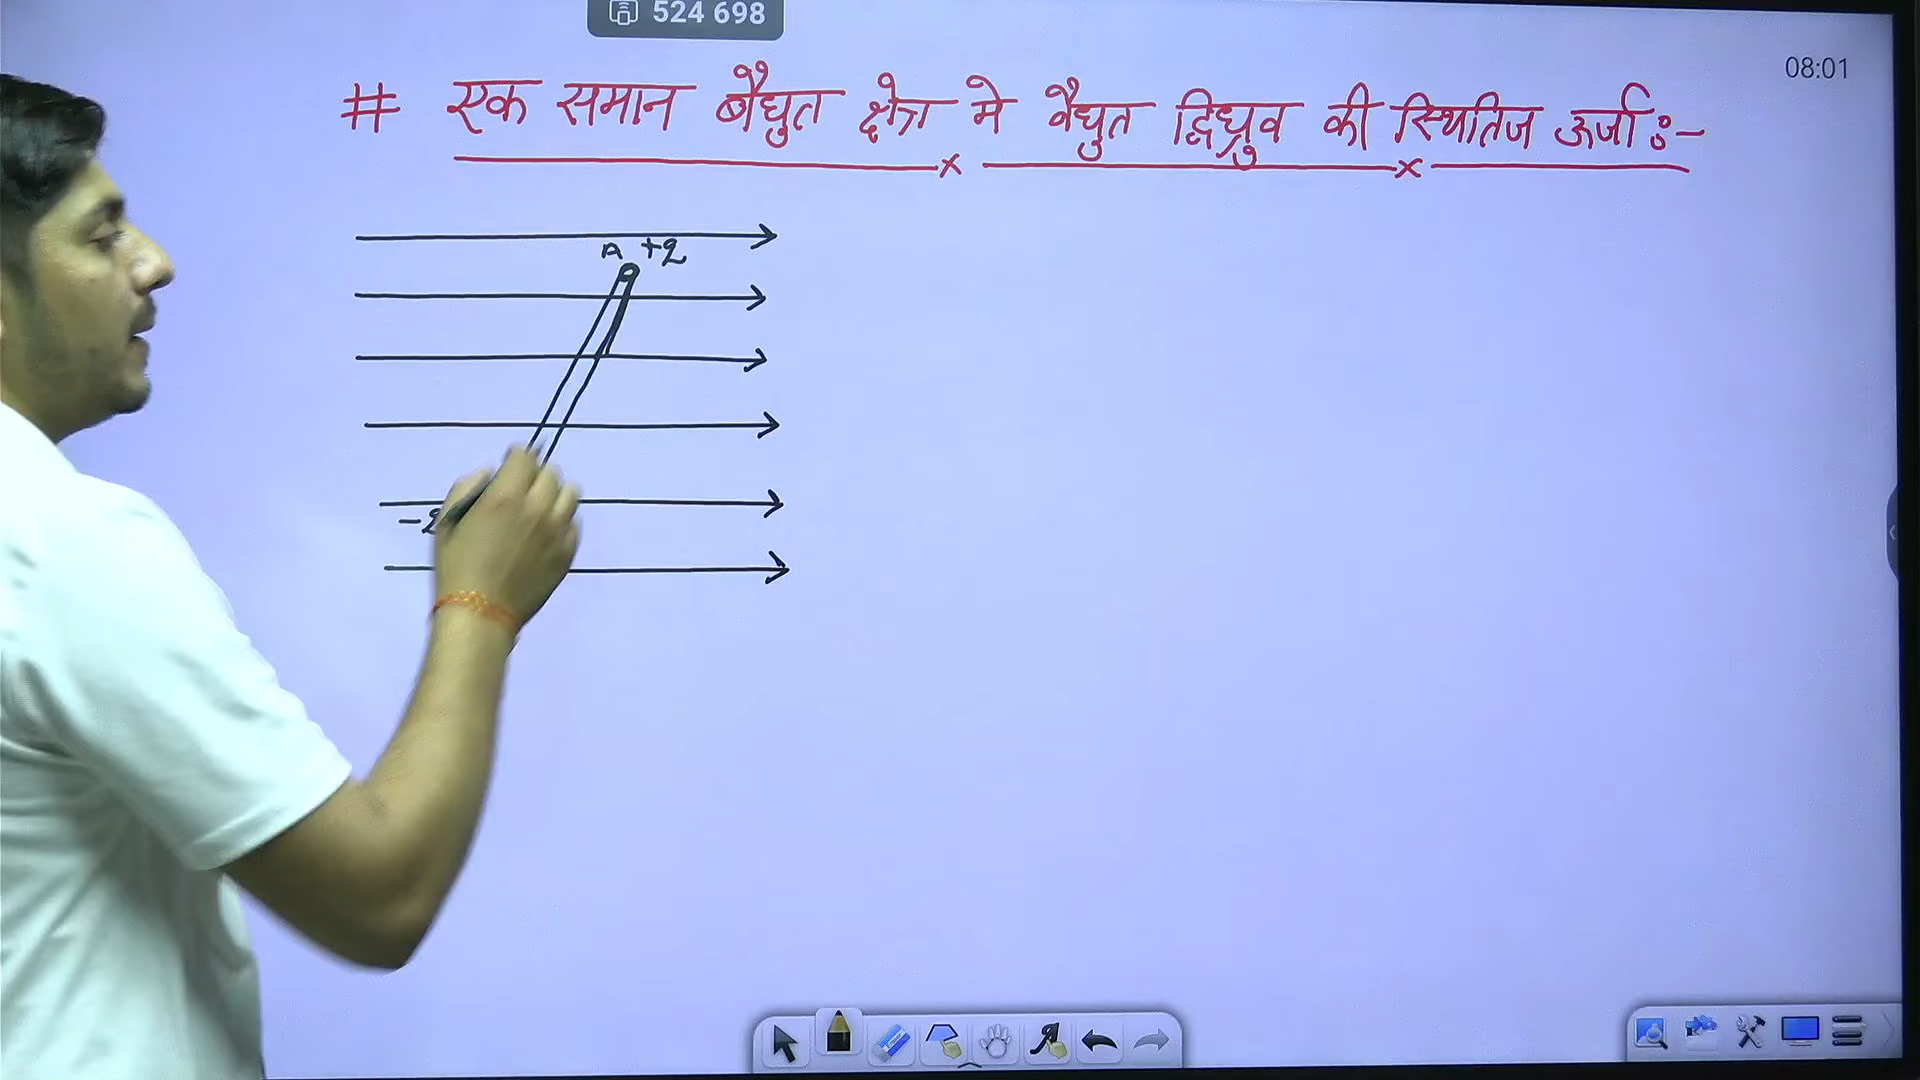 524 698
08:01
# एक समान बैघुत क्षेत्र मे वैघुत द्विध्रुव की स्थितिज ऊर्जा :-
A +q
-q